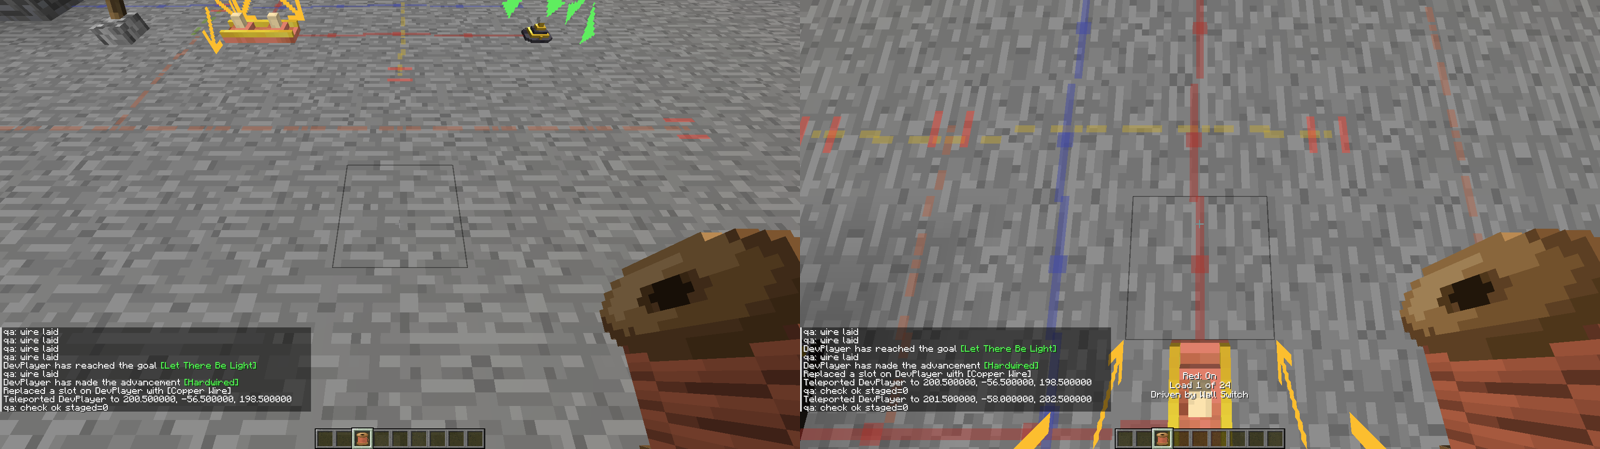 qa: wire laid
qa: wire laid
qa: wire laid
qa: wire laid
DevPlayer has reached the goal [Let There Be Light]
qa: wire laid
DevPlayer has made the advancement [Hardwired]
Replaced a slot on DevPlayer with [Copper Wire]
Teleported DevPlayer to 200.500000, -56.500000, 198.500000
qa: check ok staged=0
qa: wire laid
qa: wire laid
DevPlayer has reached the goal [Let There Be Light]
qa: wire laid
DevPlayer has made the advancement [Hardwired]
Replaced a slot on DevPlayer with [Copper Wire]
Teleported DevPlayer to 200.500000, -56.500000, 198.500000
qa: check ok staged=0
Teleported DevPlayer to 201.500000, -58.000000, 202.500000
qa: check ok staged=0
Red: On
Load 1 of 24
Driven by Wall Switch